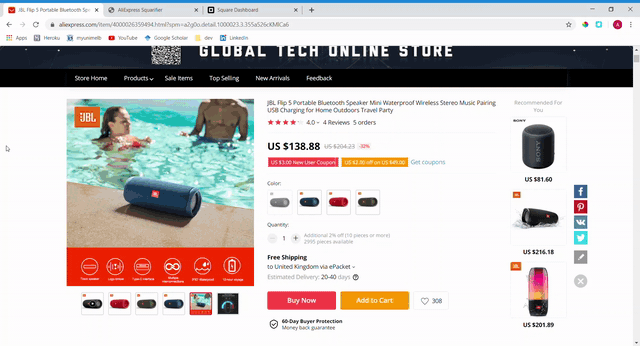 JBL Flip 5 Portable Bluetooth Spe
AliExpress Squarifier
Square Dashboard
aliexpress.com/item/4000026359494.html?spm=a2g0o.detail.1000023.3.355a526cKMlCa6
Apps
YouTube
Heroku
myunimelb
GitHub
dev
LinkedIn
GLOBAL TECH ONLINE STORE
Store Home
Products
Sale Items
Top Selling
New Arrivals
Feedback
JBL
JBL Flip 5 Portable Bluetooth Speaker Mini Waterproof Wireless Stereo Music Pairing
USB Charging for Home Outdoors Travel Party
4.0
4 Reviews
5 orders
US $138.88
US $204.23
-32%
US $3.00 New User Coupon
US $2.00 off on US $49.00
Get coupons
Color:
Quantity:
1
Additional 2% off (10 pieces or more)
2995 pieces available
Free Shipping
to United Kingdom via ePacket
Estimated Delivery: 20-40 days
Buy Now
Add to Cart
308
60-Day Buyer Protection
Money back guarantee
Recommended For
You
SONY
US $81.60
JBL
US $216.18
JBL
US $201.89